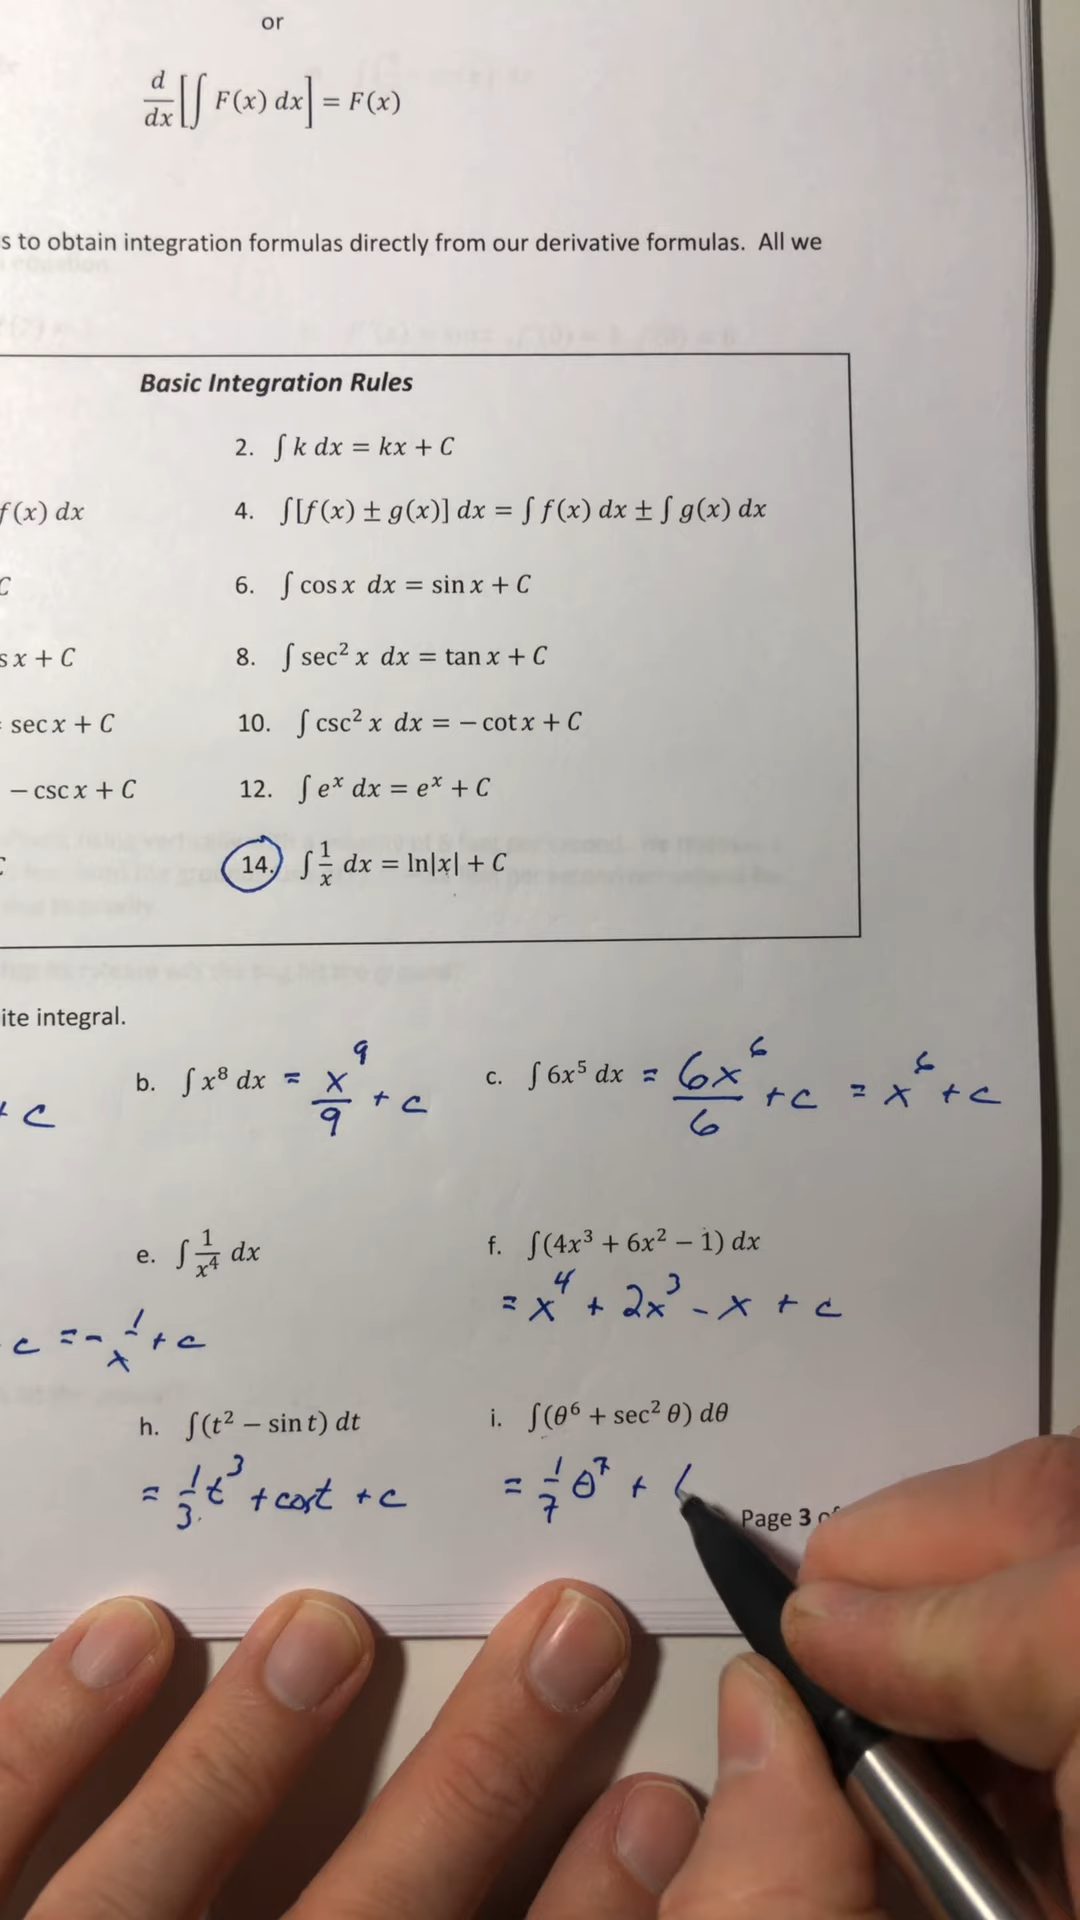 or
d/dx [∫ F(x) dx] = F(x)
s to obtain integration formulas directly from our derivative formulas. All we
Basic Integration Rules
2. ∫ k dx = kx + C
f(x) dx
4. ∫[f(x) ± g(x)] dx = ∫ f(x) dx ± ∫ g(x) dx
C
6. ∫ cos x dx = sin x + C
s x + C
8. ∫ sec² x dx = tan x + C
= sec x + C
10. ∫ csc² x dx = − cot x + C
− csc x + C
12. ∫ eˣ dx = eˣ + C
C
14. ∫ 1/x dx = ln|x| + C
ite integral.
+ c
b. ∫ x⁸ dx = x⁹/9 + c
c. ∫ 6x⁵ dx = 6x⁶/6 + c = x⁶ + c
e. ∫ 1/x⁴ dx
f. ∫(4x³ + 6x² − 1) dx
= x⁴ + 2x³ - x + c
c = - 1/x + c
h. ∫(t² − sin t) dt
i. ∫(θ⁶ + sec² θ) dθ
= 1/3 t³ + cost + c
= 1/7 θ⁷ +
Page 3